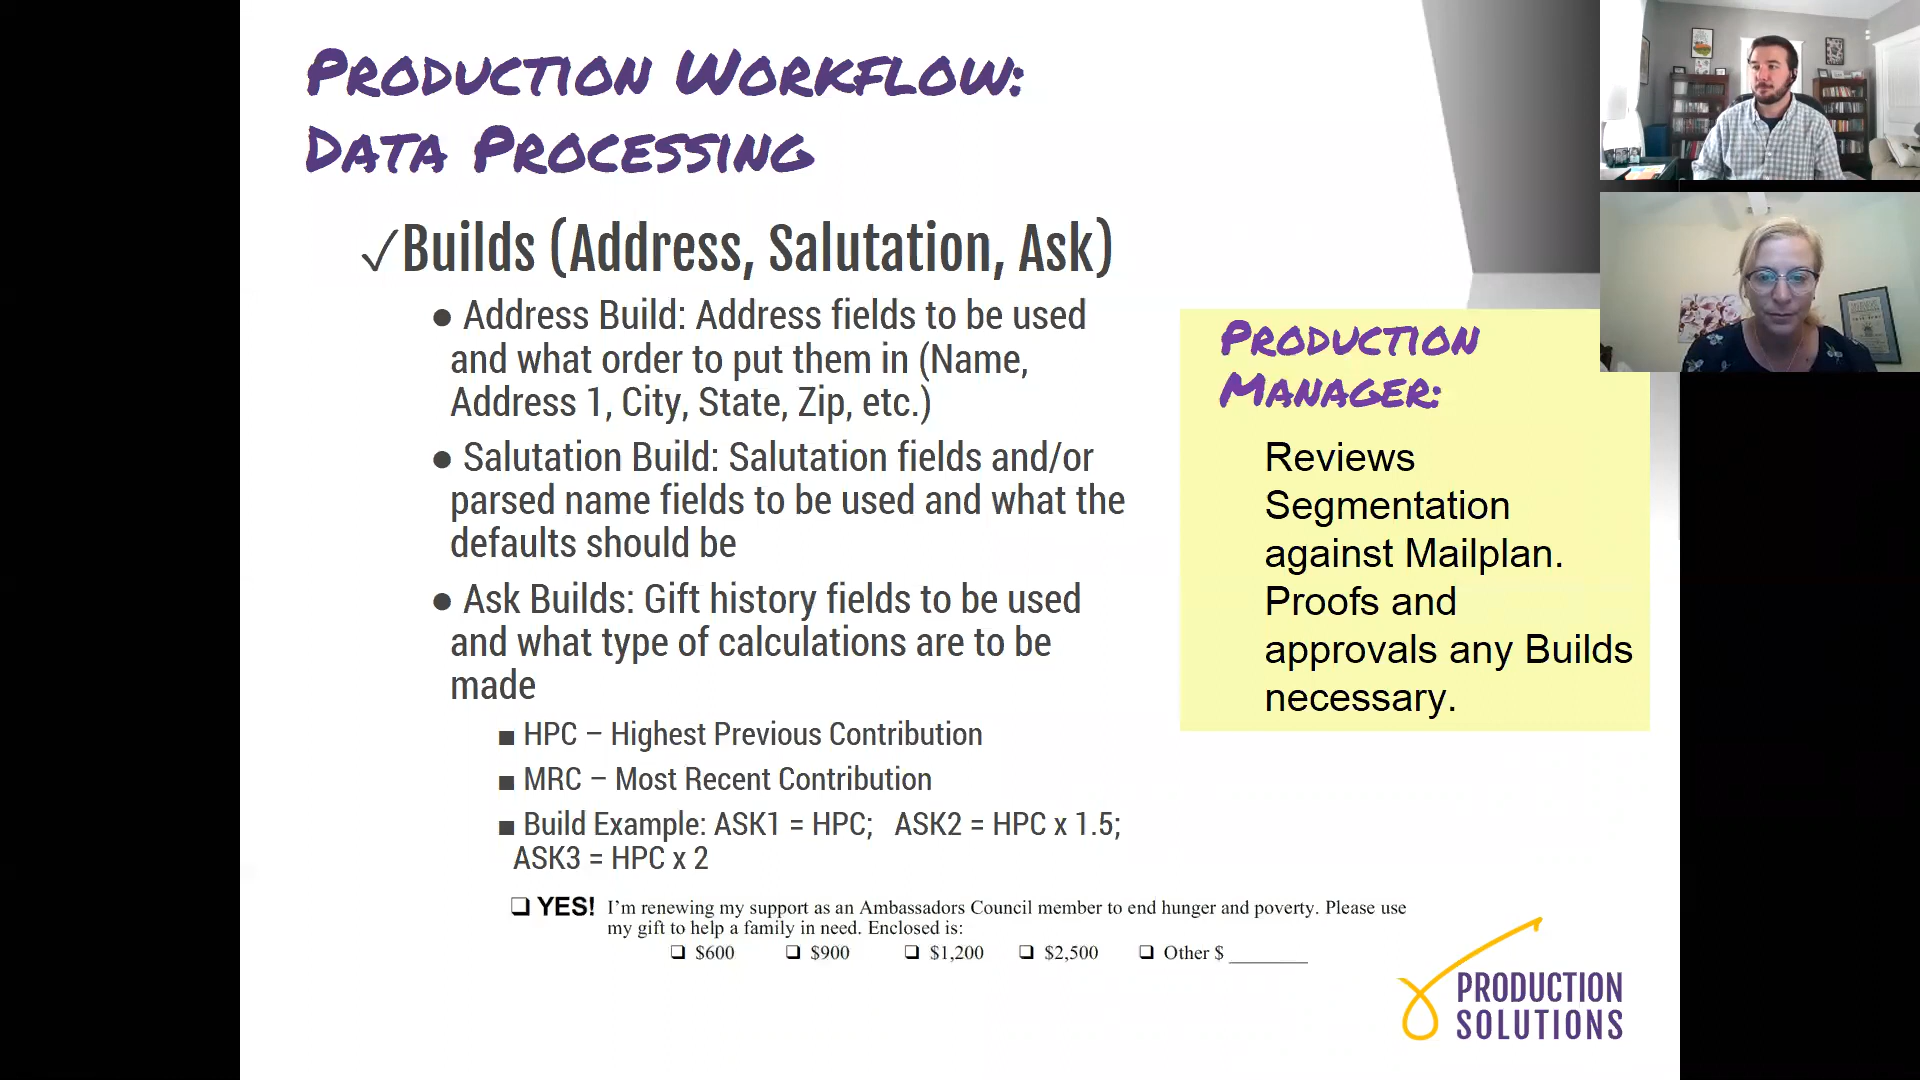 Production Workflow:
Data Processing
✓Builds (Address, Salutation, Ask)
● Address Build: Address fields to be used
and what order to put them in (Name,
Address 1, City, State, Zip, etc.)
● Salutation Build: Salutation fields and/or
parsed name fields to be used and what the
defaults should be
● Ask Builds: Gift history fields to be used
and what type of calculations are to be
made
■ HPC – Highest Previous Contribution
■ MRC – Most Recent Contribution
■ Build Example: ASK1 = HPC;   ASK2 = HPC x 1.5;
ASK3 = HPC x 2
❑ YES! I'm renewing my support as an Ambassadors Council member to end hunger and poverty. Please use
my gift to help a family in need. Enclosed is:
❑ $600 ❑ $900 ❑ $1,200 ❑ $2,500 ❑ Other $ ________
Production
Manager:
Reviews
Segmentation
against Mailplan.
Proofs and
approvals any Builds
necessary.
PRODUCTION
SOLUTIONS